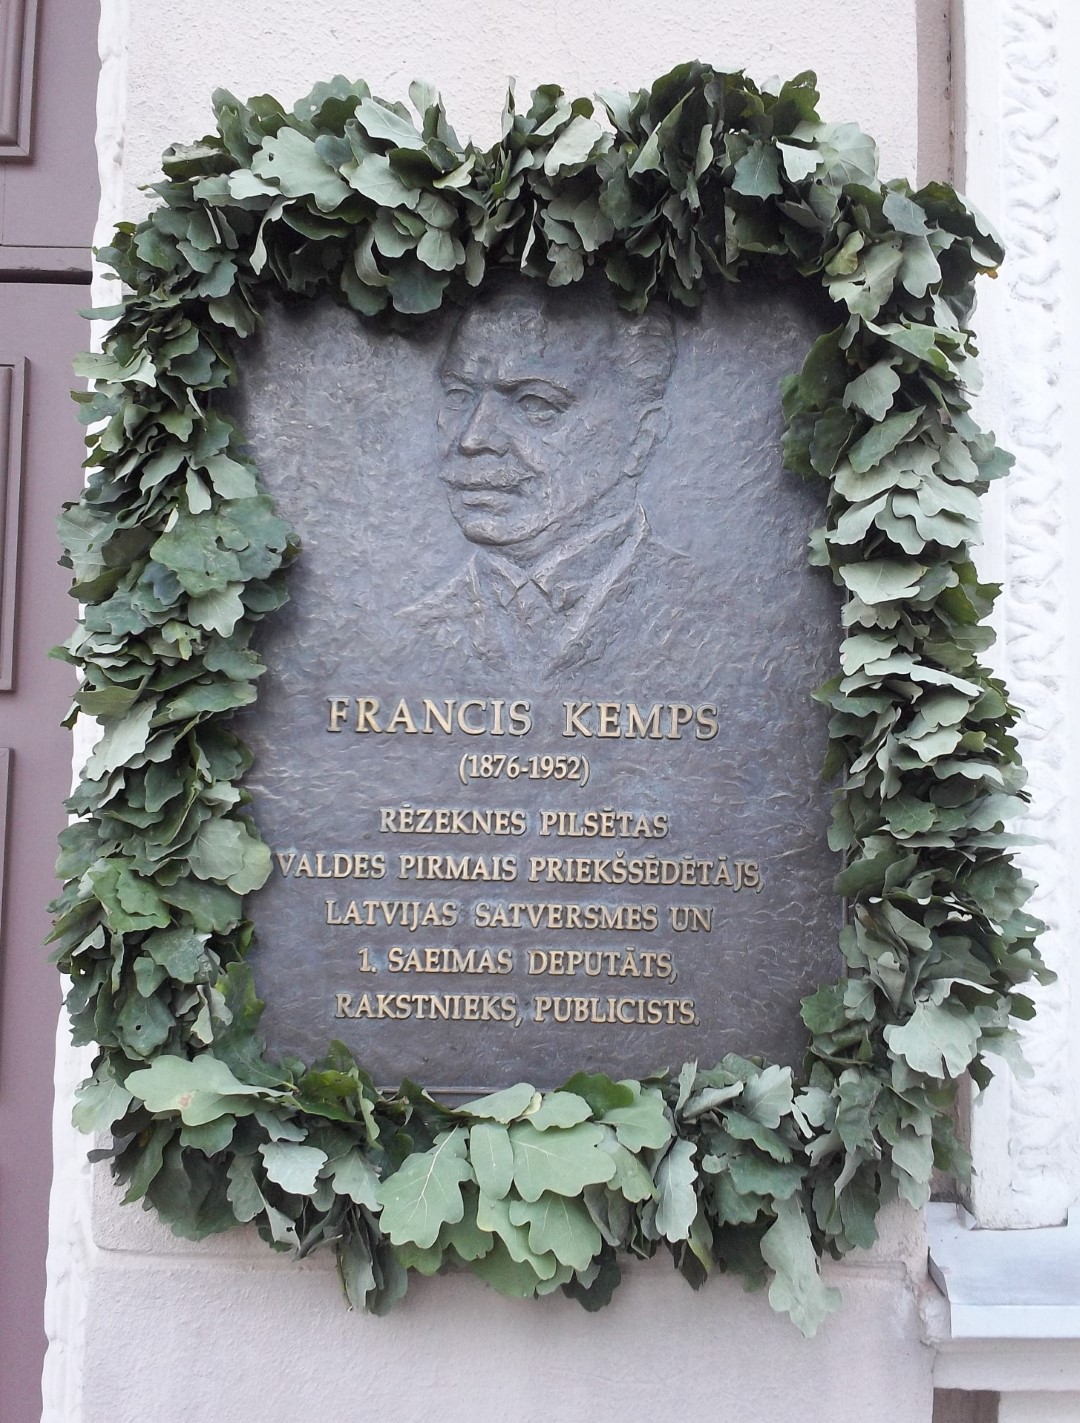 FRANCIS KEMPS
(1876-1952)
RĒZEKNES PILSĒTAS
VALDES PIRMAIS PRIEKŠSĒDĒTĀJS,
LATVIJAS SATVERSMES UN
1. SAEIMAS DEPUTĀTS,
RAKSTNIEKS, PUBLICISTS